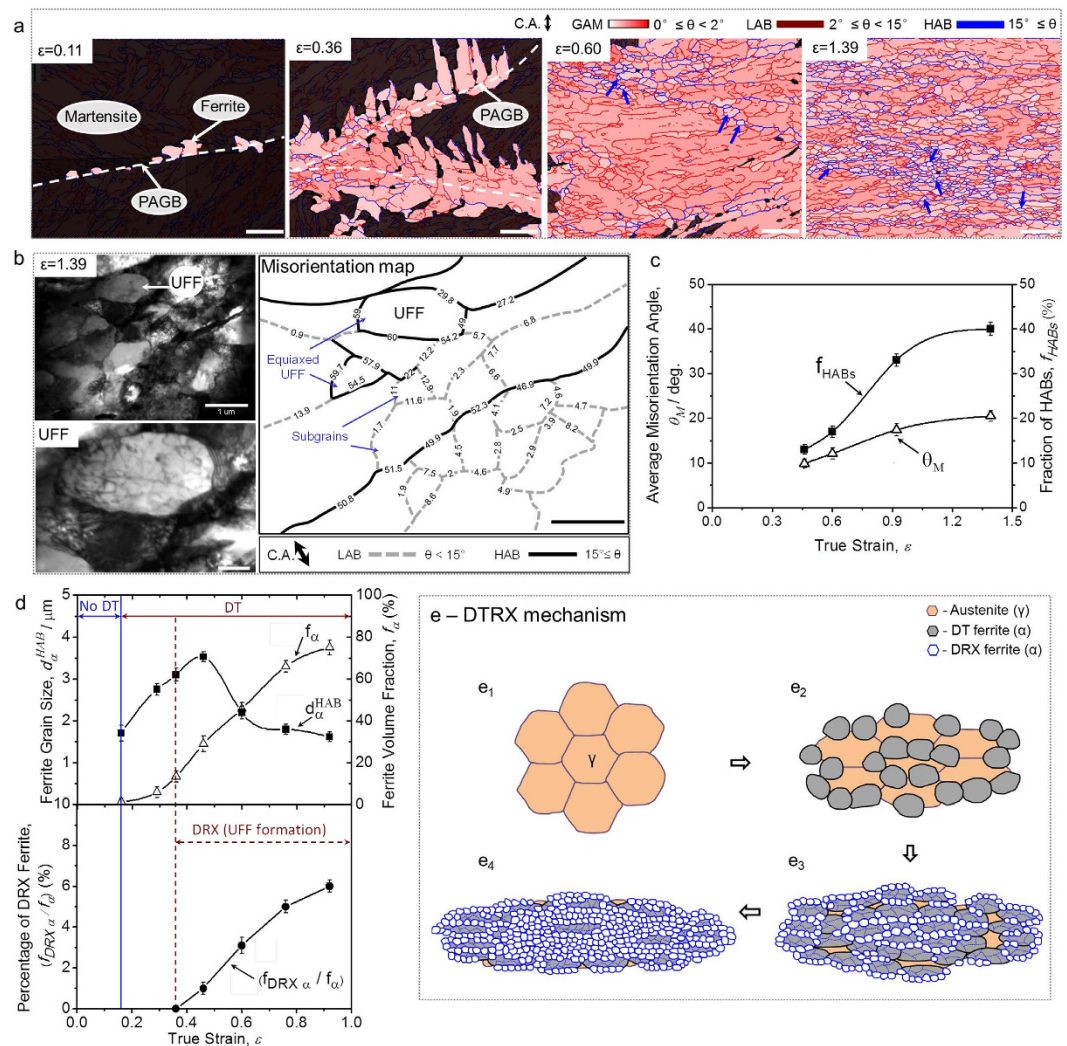 a
C.A.
GAM 0° ≤ θ < 2°
LAB 2° ≤ θ < 15°
HAB 15° ≤ θ
ε=0.11
Martensite
Ferrite
PAGB
ε=0.36
PAGB
ε=0.60
ε=1.39
b
ε=1.39
UFF
1 um
UFF
Misorientation map
UFF
Equiaxed
UFF
Subgrains
29.8
27.2
59
49
0.9
60
54.2
5.7
6.8
12.2
7.7
57.9
59.7
22
54.5
12.9
2.3
6.6
11
13.9
11.6
46.9
49.9
4.6
52.3
4.1
7.2
4.7
1.7
1.9
49.9
2.5
3.9
8.2
4.5
2.8
51.5
7.5
2
4.6
2.9
1.9
8.6
4.9
50.8
C.A.
LAB θ < 15°
HAB 15°≤ θ
c
Average Misorientation Angle,
θM / deg.
50
40
30
20
10
0
fHABs
θM
50
40
30
20
10
0
Fraction of HABs, fHABs (%)
0.0 0.3 0.6 0.9 1.2 1.5
True Strain, ε
d
No DT
DT
Ferrite Grain Size, dαHAB / μm
5
4
3
2
1
fα
dαHAB
100
80
60
40
20
0
Ferrite Volume Fraction, fα (%)
Percentage of DRX Ferrite,
(fDRX α / fα) (%)
10
8
6
4
2
0
DRX (UFF formation)
(fDRX α / fα)
0.0 0.2 0.4 0.6 0.8 1.0
True Strain, ε
e – DTRX mechanism
- Austenite (γ)
- DT ferrite (α)
- DRX ferrite (α)
e1
γ
e2
e4
e3